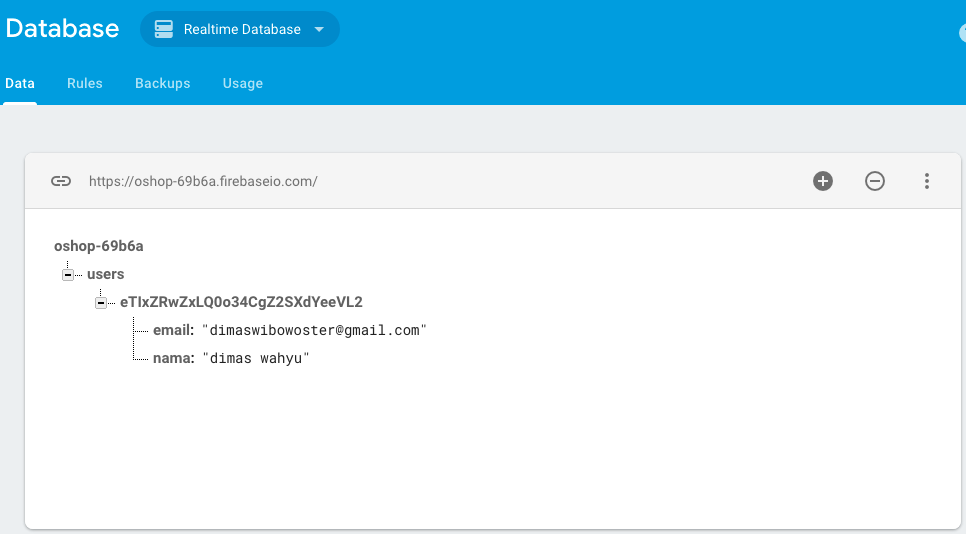 Database Realtime Database
Data Rules Backups Usage
https://oshop-69b6a.firebaseio.com/
oshop-69b6a
users
eTIxZRwZxLQ0o34CgZ2SXdYeeVL2
email: "dimaswibowoster@gmail.com"
nama: "dimas wahyu"